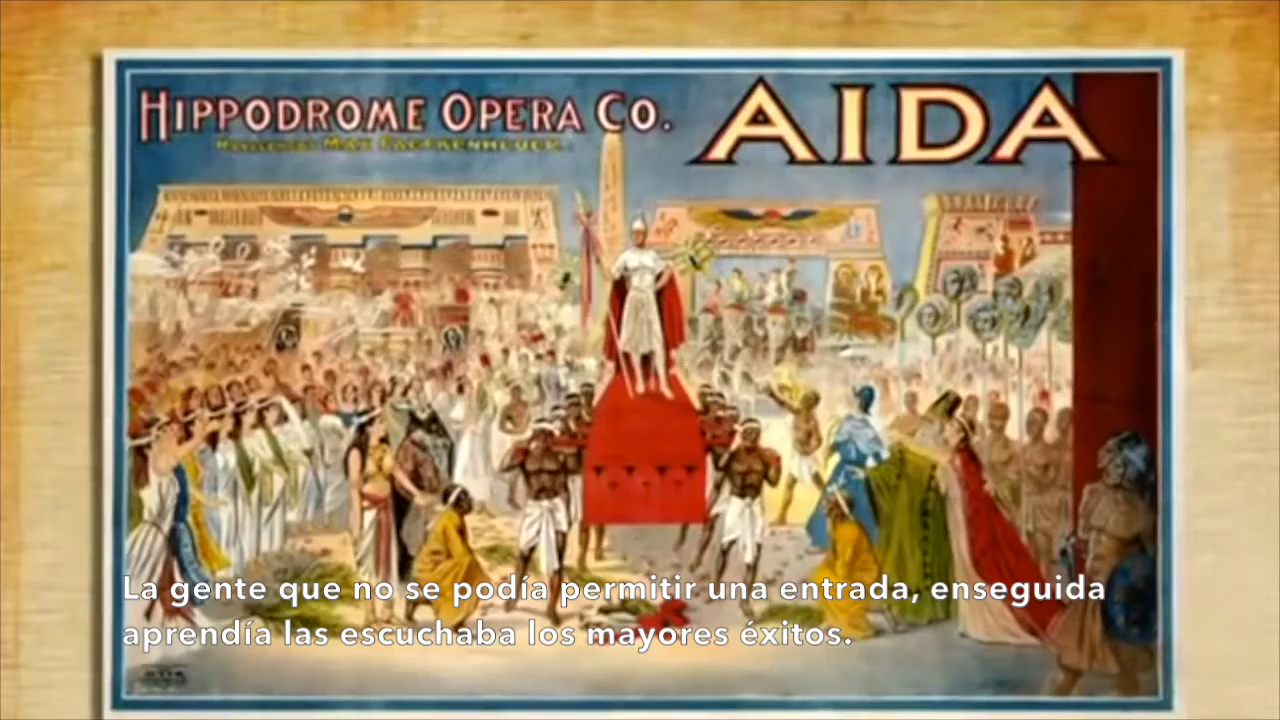 HIPPODROME OPERA CO.
AIDA
La gente que no se podía permitir una entrada, enseguida
aprendía las escuchaba los mayores éxitos.